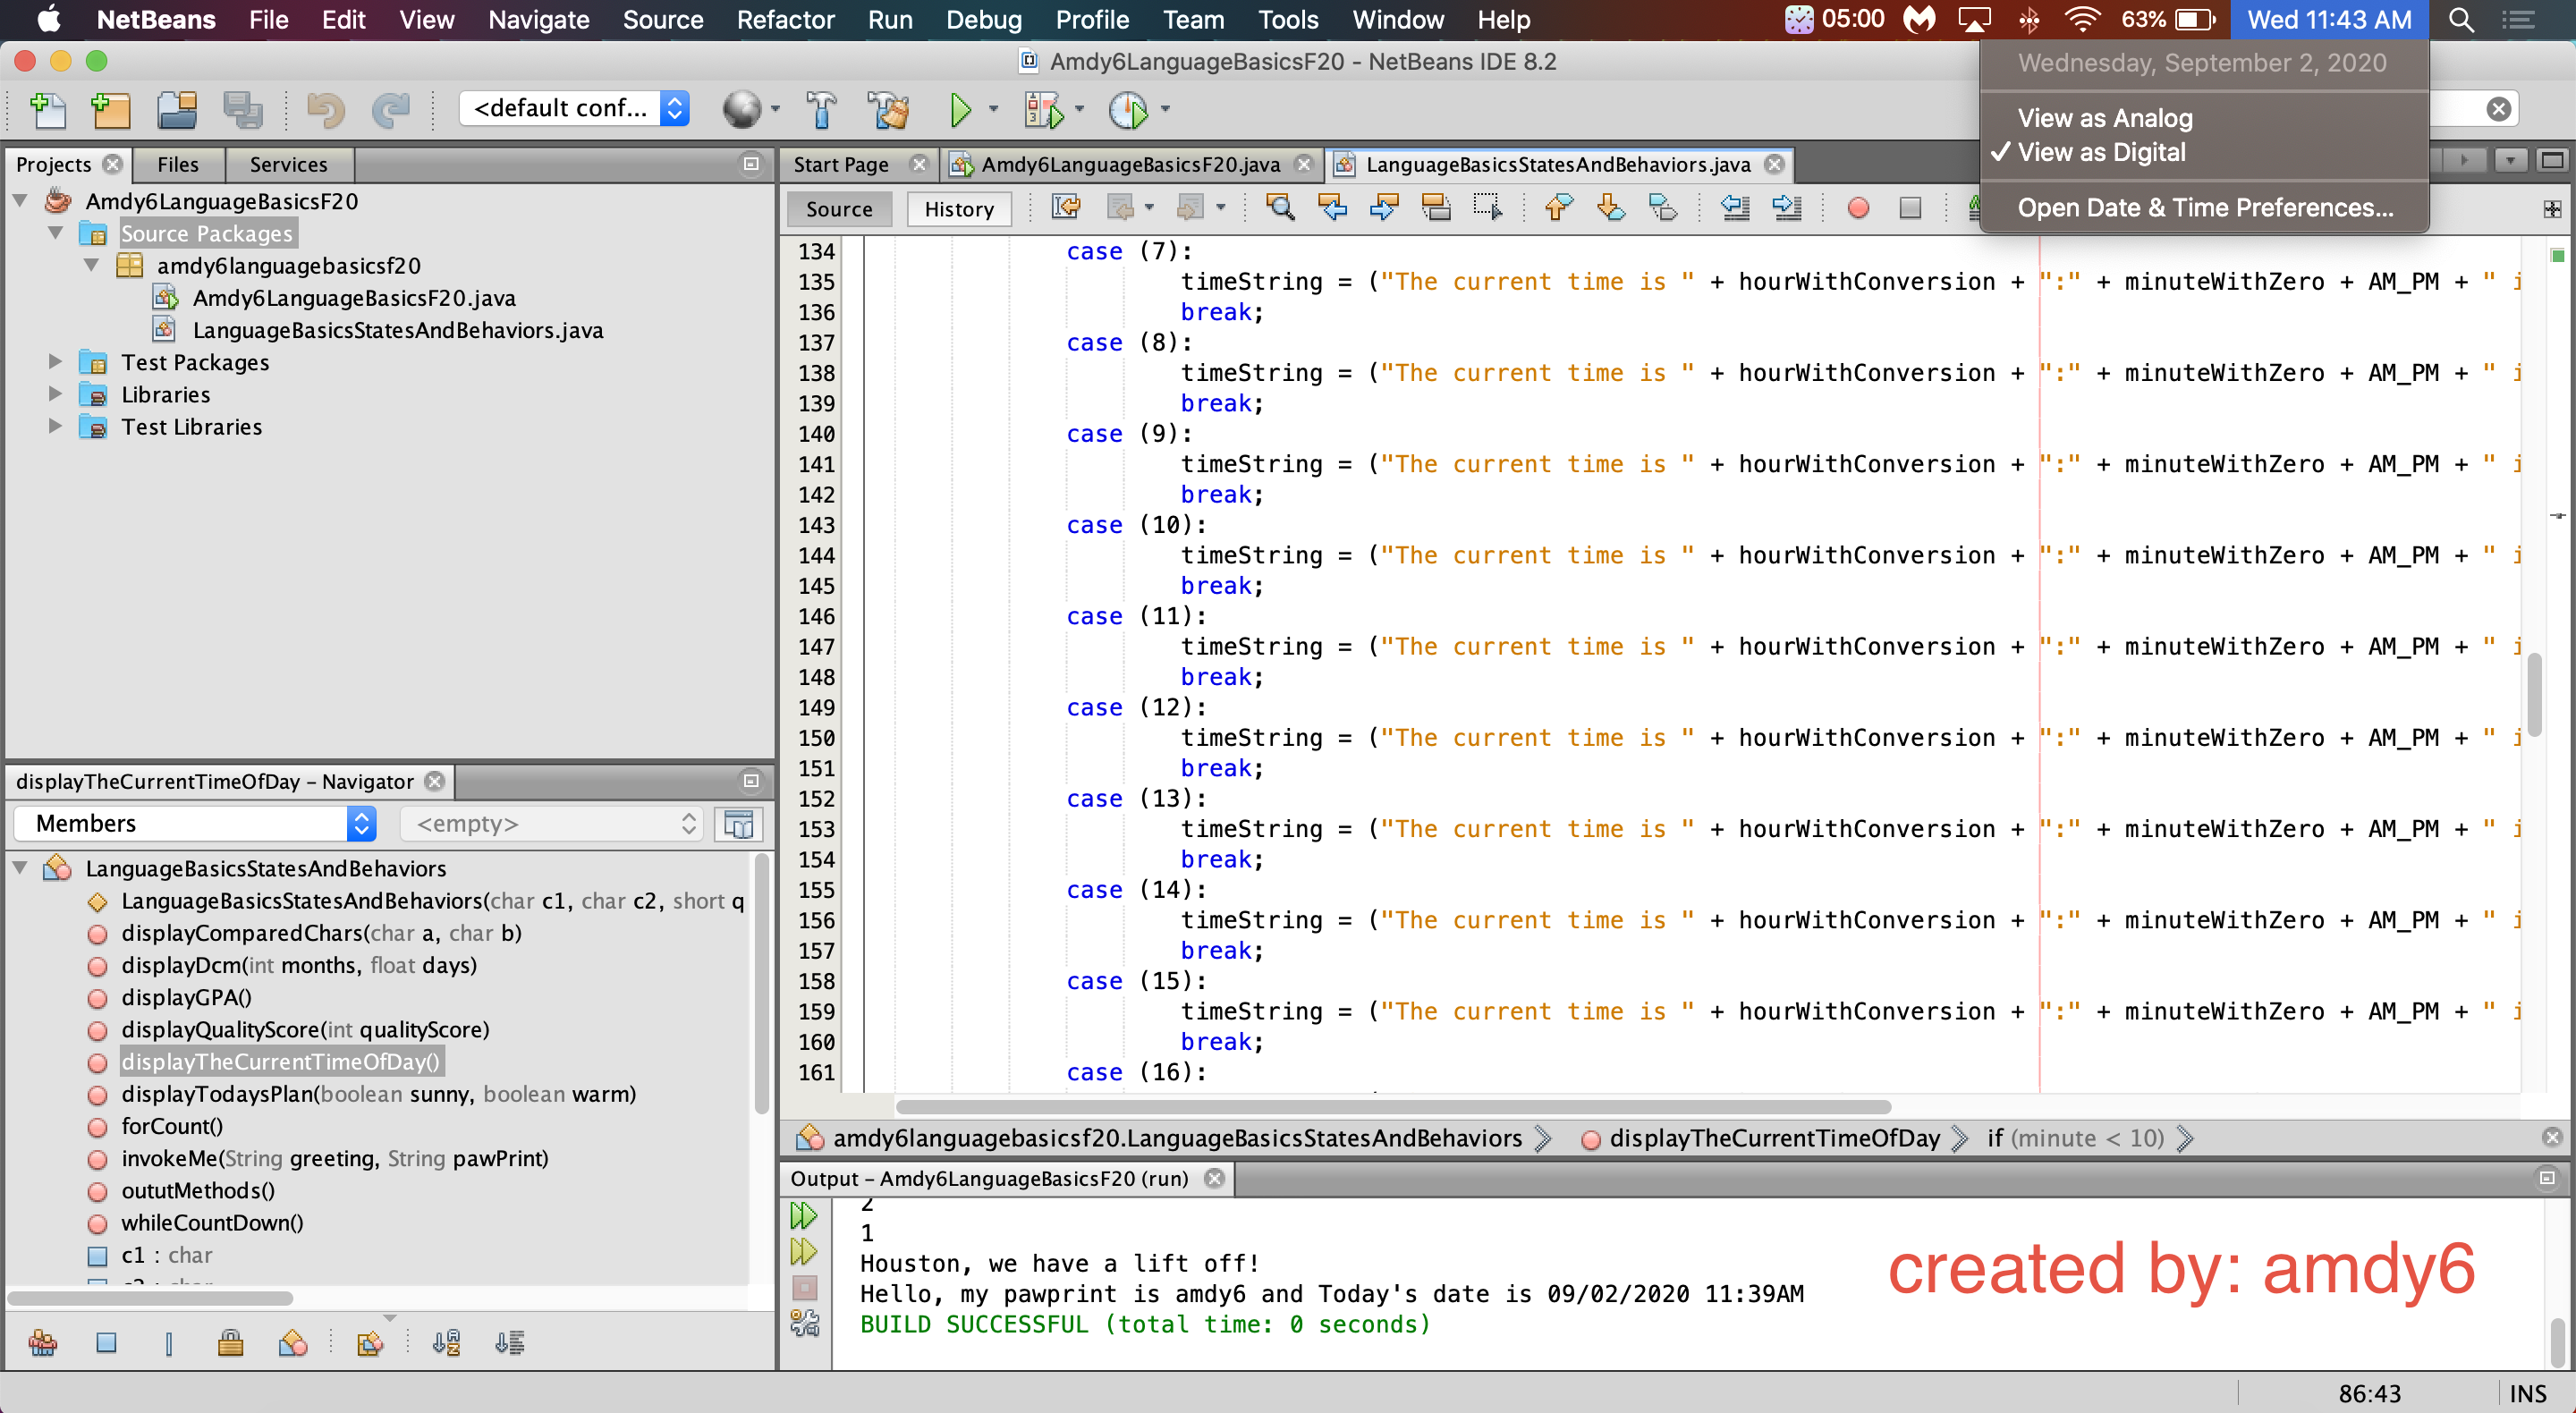 NetBeans File Edit View Navigate Source Refactor Run Debug Profile Team Tools Window Help 05:00 63% Wed 11:43 AM
Amdy6LanguageBasicsF20 - NetBeans IDE 8.2
Wednesday, September 2, 2020
View as Analog
✓ View as Digital
Open Date & Time Preferences...
<default conf...
Projects Files Services
Amdy6LanguageBasicsF20
Source Packages
amdy6languagebasicsf20
Amdy6LanguageBasicsF20.java
LanguageBasicsStatesAndBehaviors.java
Test Packages
Libraries
Test Libraries
displayTheCurrentTimeOfDay - Navigator
Members <empty>
LanguageBasicsStatesAndBehaviors
LanguageBasicsStatesAndBehaviors(char c1, char c2, short q
displayComparedChars(char a, char b)
displayDcm(int months, float days)
displayGPA()
displayQualityScore(int qualityScore)
displayTheCurrentTimeOfDay()
displayTodaysPlan(boolean sunny, boolean warm)
forCount()
invokeMe(String greeting, String pawPrint)
oututMethods()
whileCountDown()
c1 : char
Start Page Amdy6LanguageBasicsF20.java LanguageBasicsStatesAndBehaviors.java
Source History
134 case (7):
135 timeString = ("The current time is " + hourWithConversion + ":" + minuteWithZero + AM_PM + " i
136 break;
137 case (8):
138 timeString = ("The current time is " + hourWithConversion + ":" + minuteWithZero + AM_PM + " i
139 break;
140 case (9):
141 timeString = ("The current time is " + hourWithConversion + ":" + minuteWithZero + AM_PM + " i
142 break;
143 case (10):
144 timeString = ("The current time is " + hourWithConversion + ":" + minuteWithZero + AM_PM + " i
145 break;
146 case (11):
147 timeString = ("The current time is " + hourWithConversion + ":" + minuteWithZero + AM_PM + " i
148 break;
149 case (12):
150 timeString = ("The current time is " + hourWithConversion + ":" + minuteWithZero + AM_PM + " i
151 break;
152 case (13):
153 timeString = ("The current time is " + hourWithConversion + ":" + minuteWithZero + AM_PM + " i
154 break;
155 case (14):
156 timeString = ("The current time is " + hourWithConversion + ":" + minuteWithZero + AM_PM + " i
157 break;
158 case (15):
159 timeString = ("The current time is " + hourWithConversion + ":" + minuteWithZero + AM_PM + " i
160 break;
161 case (16):
amdy6languagebasicsf20.LanguageBasicsStatesAndBehaviors displayTheCurrentTimeOfDay if (minute < 10)
Output - Amdy6LanguageBasicsF20 (run)
2
1
Houston, we have a lift off!
Hello, my pawprint is amdy6 and Today's date is 09/02/2020 11:39AM
BUILD SUCCESSFUL (total time: 0 seconds)
created by: amdy6
86:43 INS